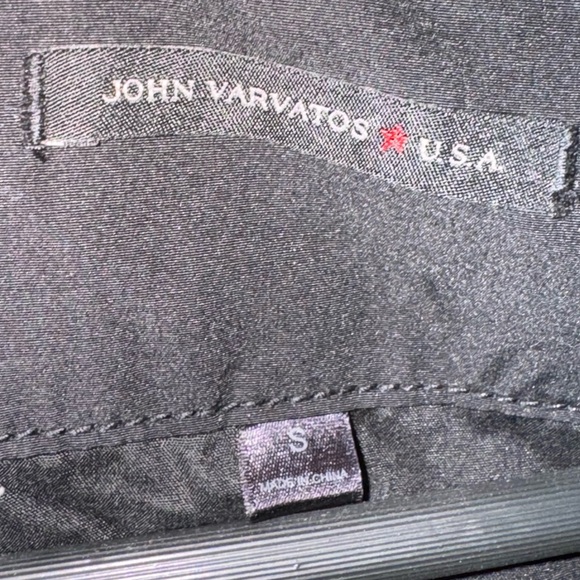 JOHN VARVATOS ★ U.S.A.
S
MADE IN CHINA